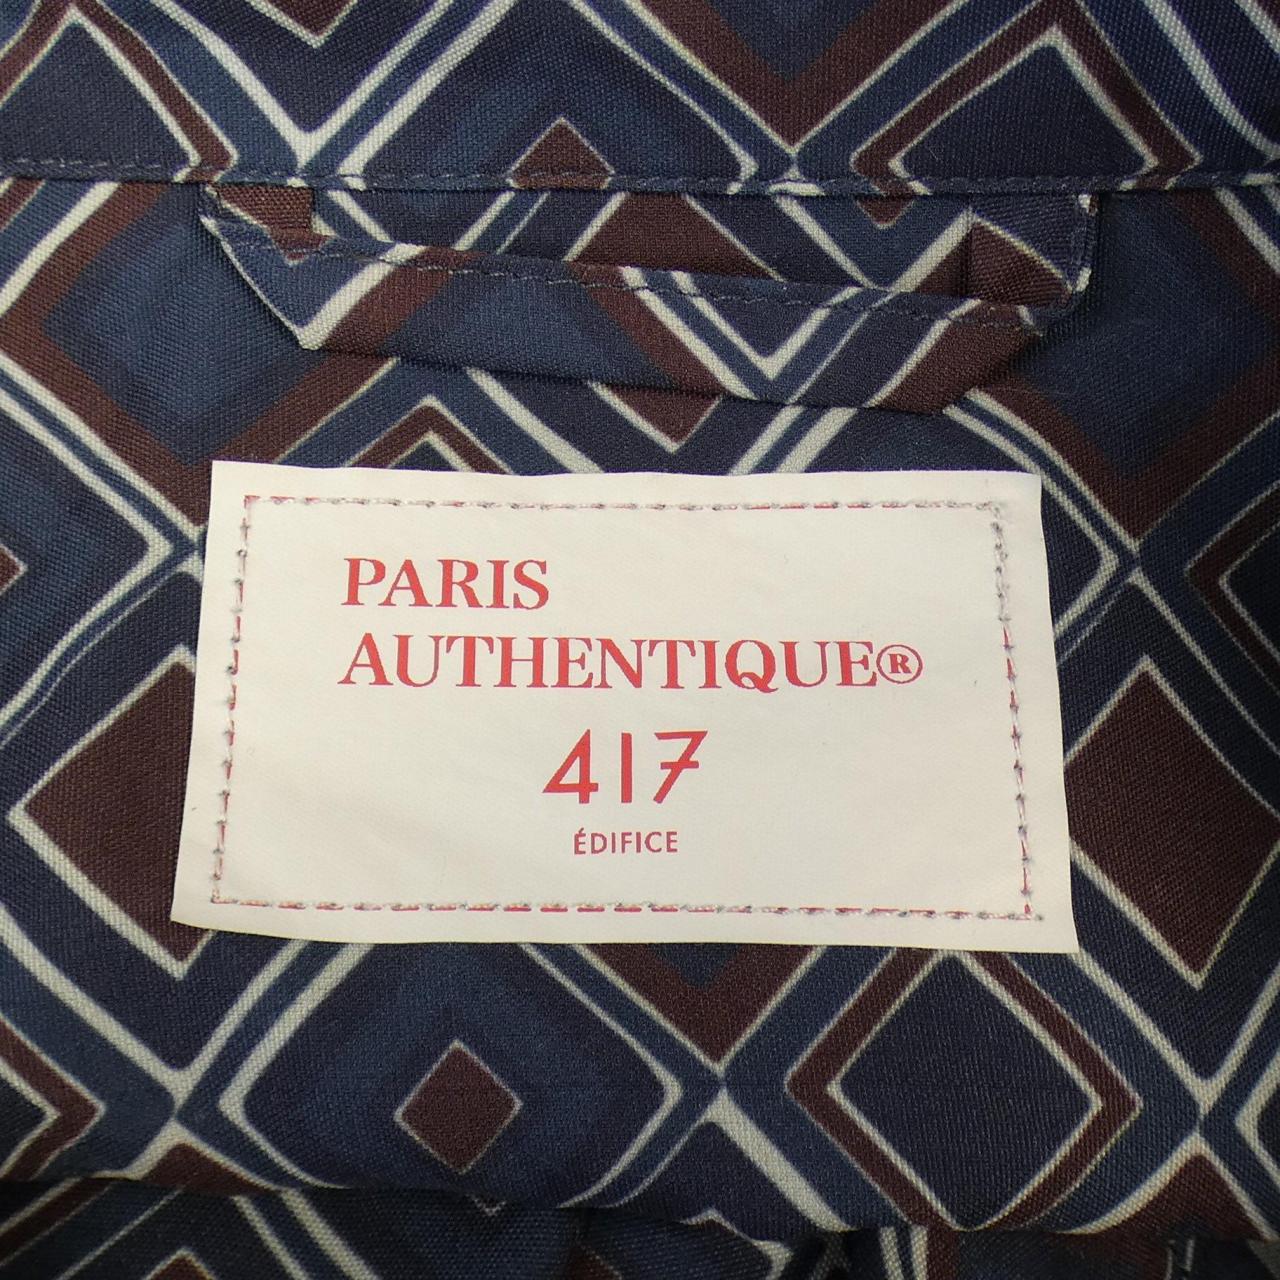 PARIS
AUTHENTIQUE®
417
ÉDIFICE